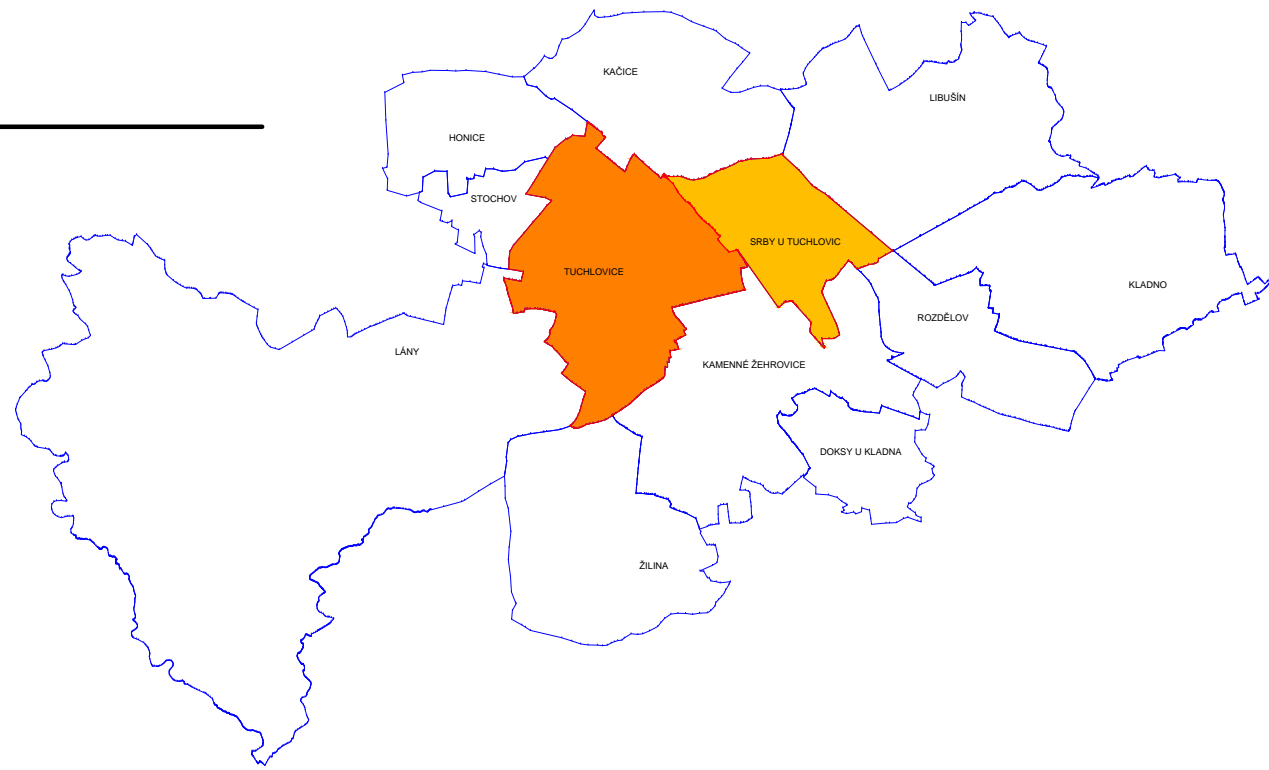 KAČICE
LIBUŠÍN
HONICE
STOCHOV
SRBY U TUCHLOVIC
TUCHLOVICE
KLADNO
ROZDĚLOV
LÁNY
KAMENNÉ ŽEHROVICE
DOKSY U KLADNA
ŽILINA